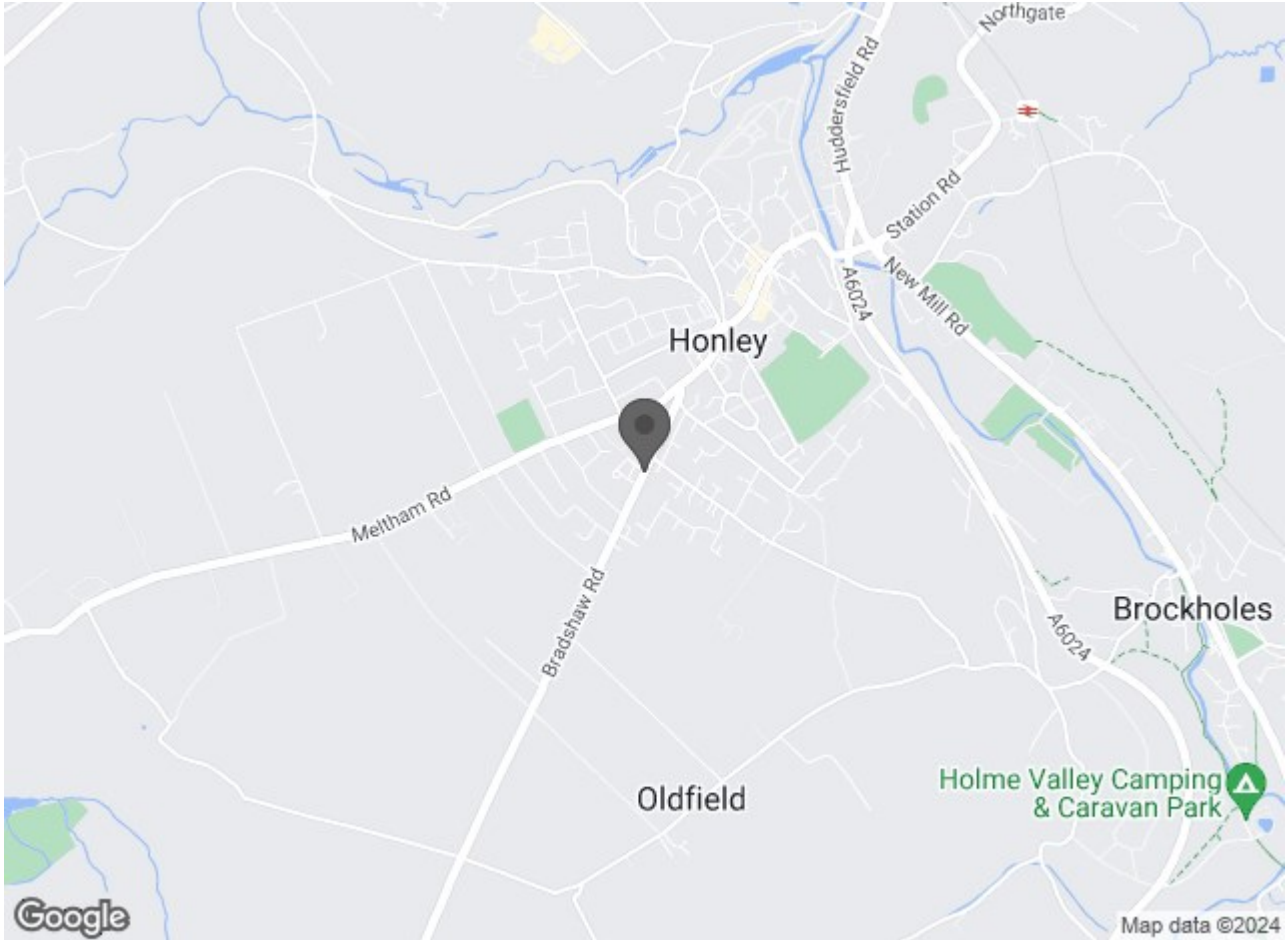 Northgate
Huddersfield Rd
Station Rd
A6024
New Mill Rd
Honley
Meltham Rd
Bradshaw Rd
Brockholes
A6024
Holme Valley Camping
& Caravan Park
Oldfield
Google
Map data ©2024